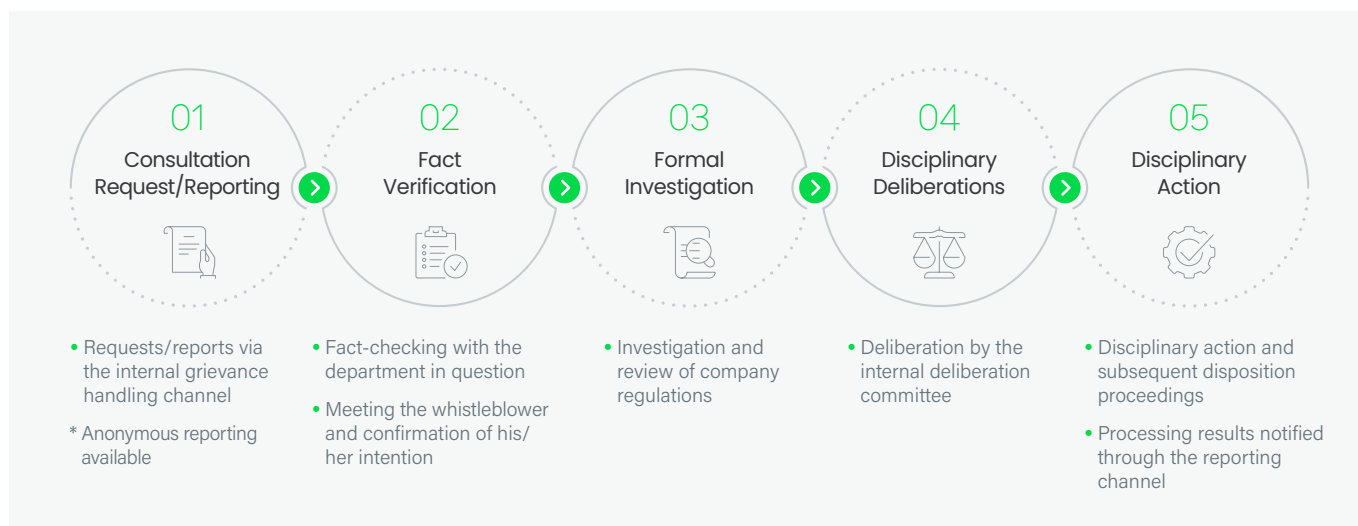 01
Consultation
Request/Reporting
• Requests/reports via
the internal grievance
handling channel
* Anonymous reporting
available
02
Fact
Verification
• Fact-checking with the
department in question
• Meeting the whistleblower
and confirmation of his/
her intention
03
Formal
Investigation
• Investigation and
review of company
regulations
04
Disciplinary
Deliberations
• Deliberation by the
internal deliberation
committee
05
Disciplinary
Action
• Disciplinary action and
subsequent disposition
proceedings
• Processing results notified
through the reporting
channel